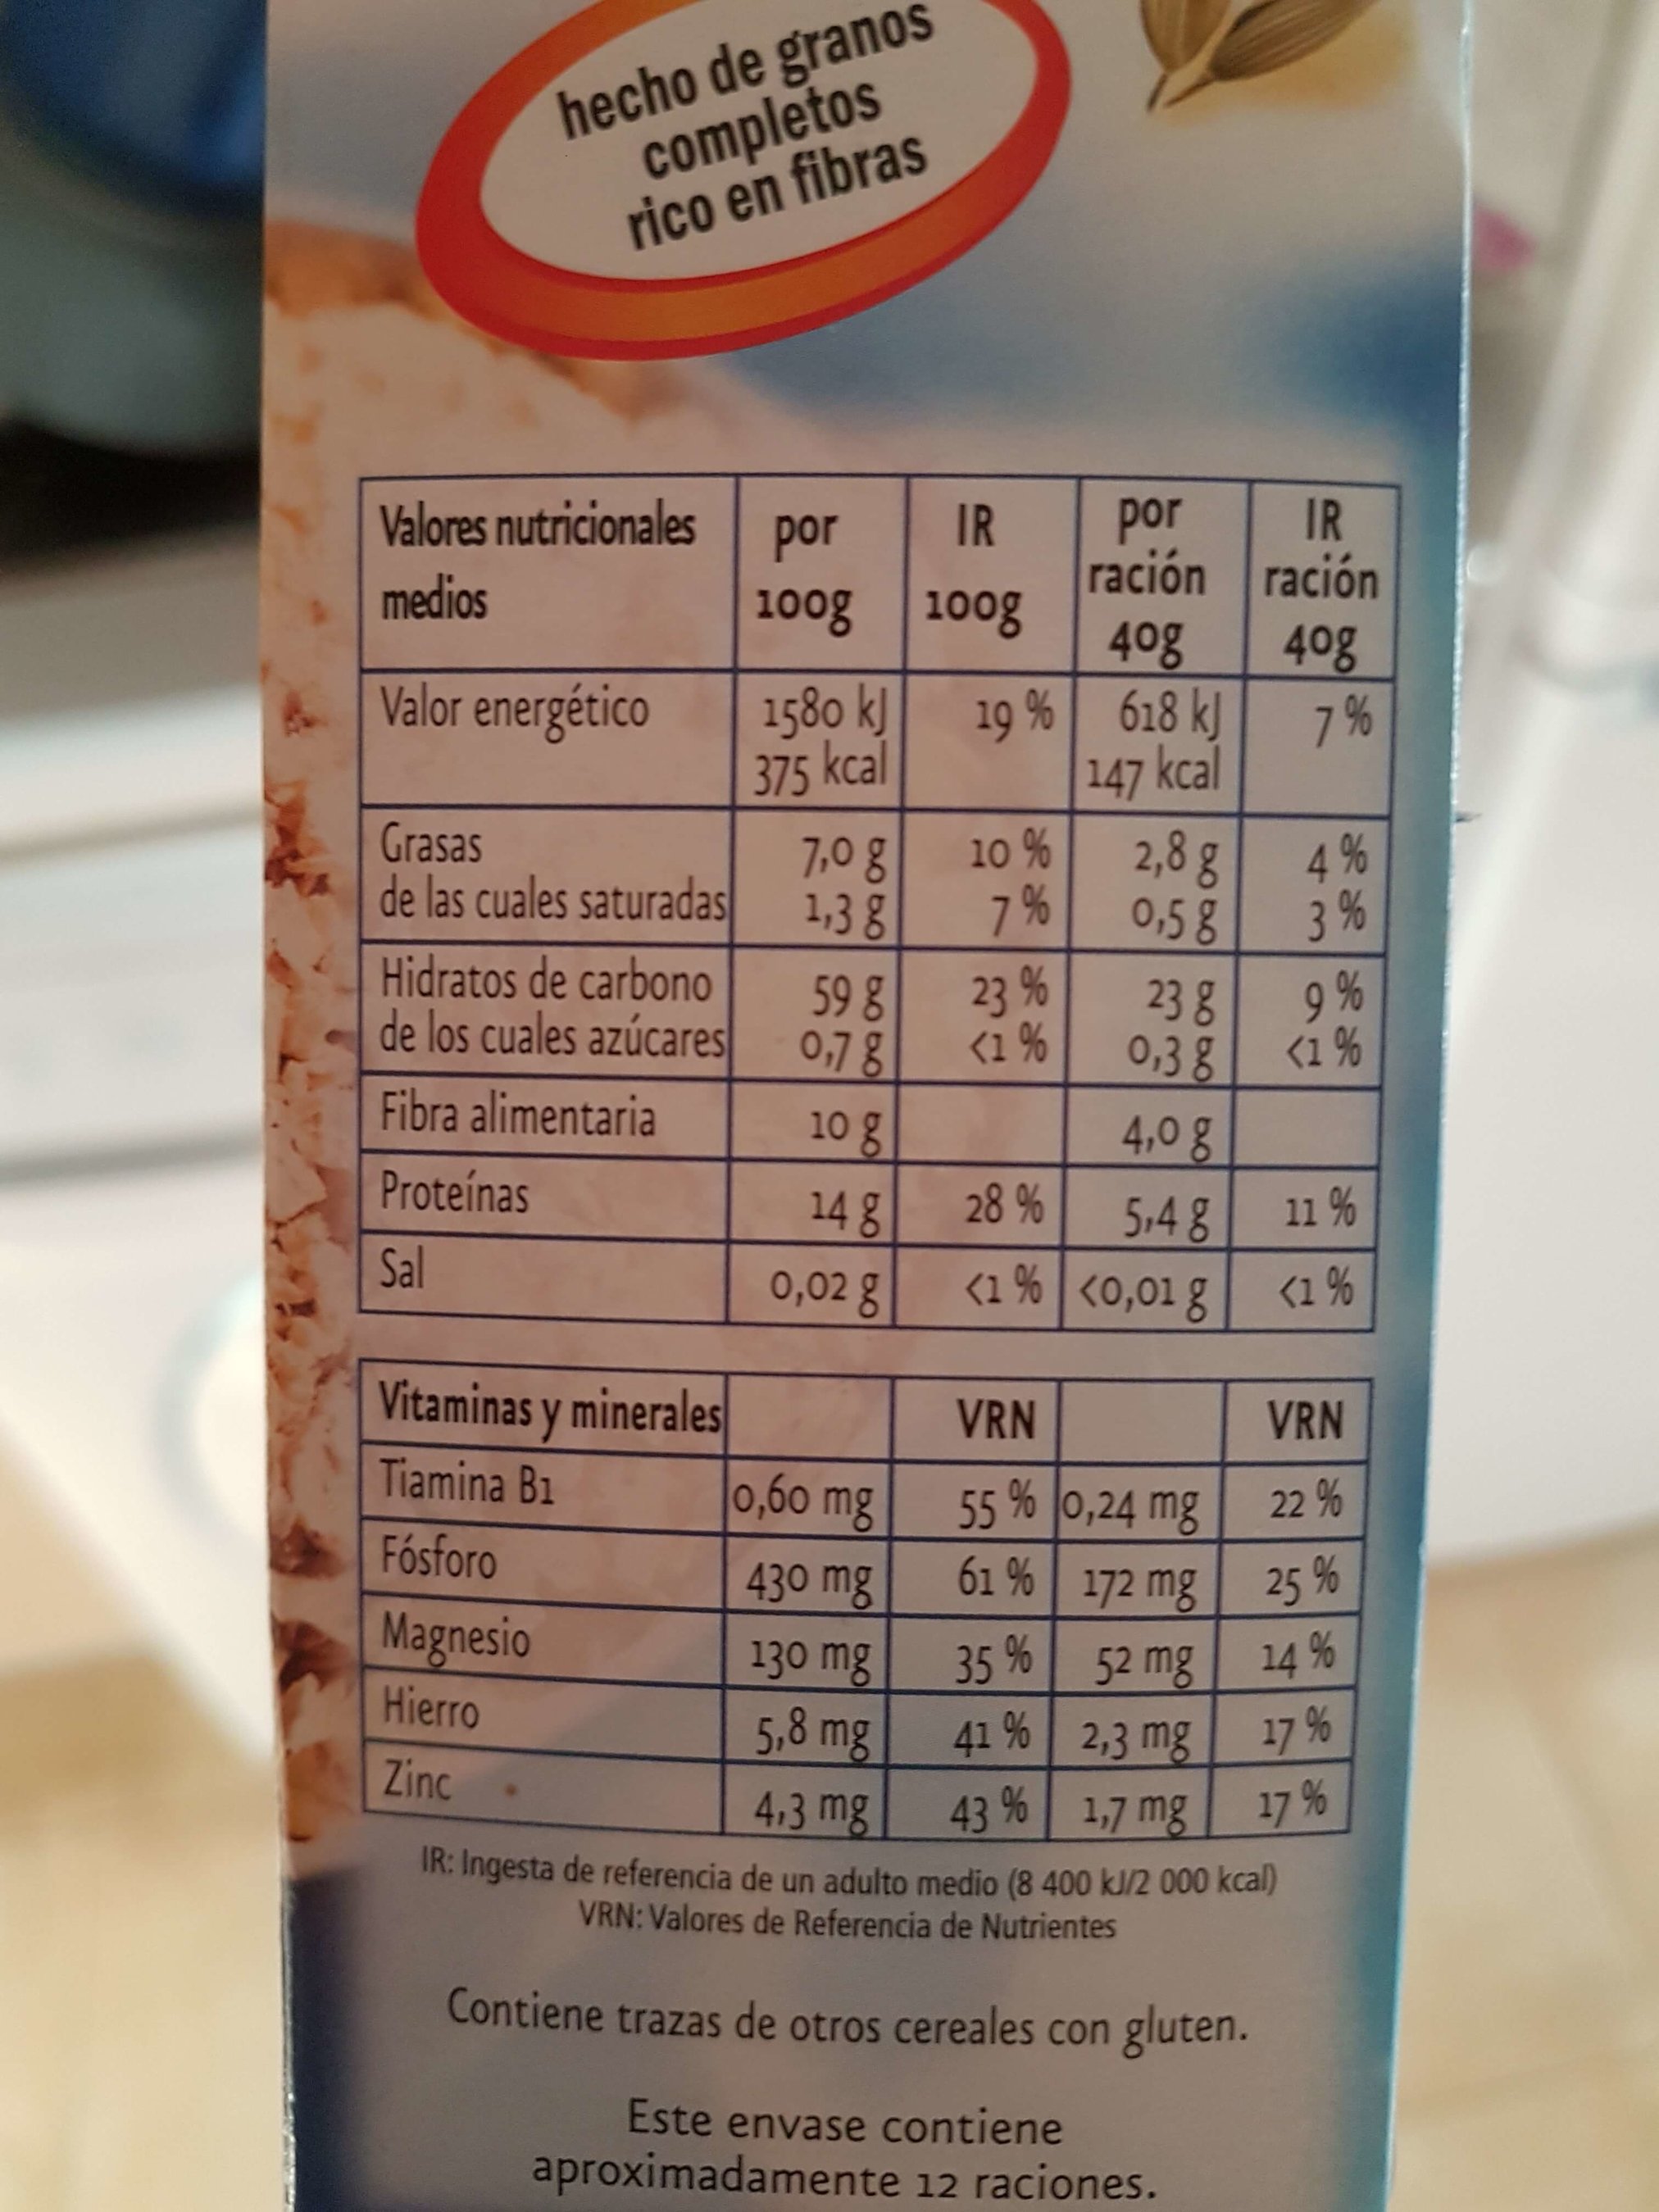 hecho de granos
completos
rico en fibras
Valores nutricionales medios por 100g IR 100g por ración 40g IR ración 40g
Valor energético 1580 kJ 19 % 618 kJ 7 %
375 kcal 147 kcal
Grasas 7,0 g 10 % 2,8 g 4 %
de las cuales saturadas 1,3 g 7 % 0,5 g 3 %
Hidratos de carbono 59 g 23 % 23 g 9 %
de los cuales azúcares 0,7 g <1 % 0,3 g <1 %
Fibra alimentaria 10 g 4,0 g
Proteínas 14 g 28 % 5,4 g 11 %
Sal 0,02 g <1 % <0,01 g <1 %
Vitaminas y minerales VRN VRN
Tiamina B1 0,60 mg 55 % 0,24 mg 22 %
Fósforo 430 mg 61 % 172 mg 25 %
Magnesio 130 mg 35 % 52 mg 14 %
Hierro 5,8 mg 41 % 2,3 mg 17 %
Zinc 4,3 mg 43 % 1,7 mg 17 %
IR: Ingesta de referencia de un adulto medio (8 400 kJ/2 000 kcal)
VRN: Valores de Referencia de Nutrientes
Contiene trazas de otros cereales con gluten.
Este envase contiene
aproximadamente 12 raciones.